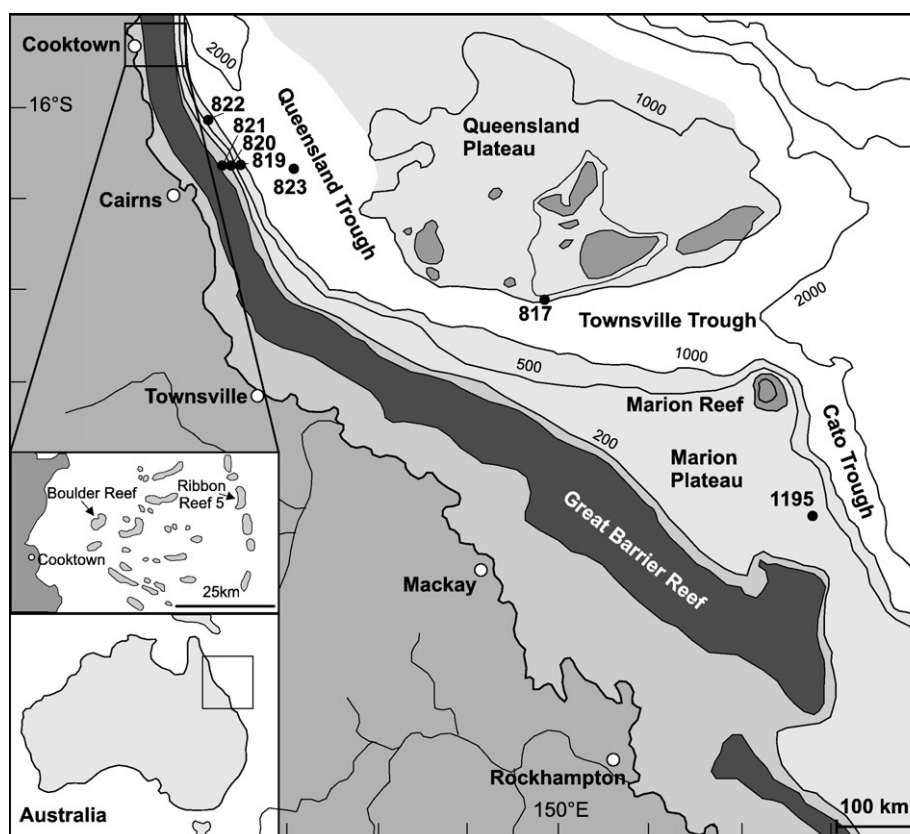 Cooktown
2000
16°S
822
821
820
819
823
Queensland Trough
1000
Queensland
Plateau
Cairns
817
2000
Townsville Trough
1000
500
Townsville
Marion Reef
Cato Trough
200
Marion
Plateau
1195
Great Barrier Reef
Boulder Reef
Ribbon
Reef 5
Cooktown
25km
Mackay
Rockhampton
150°E
100 km
Australia